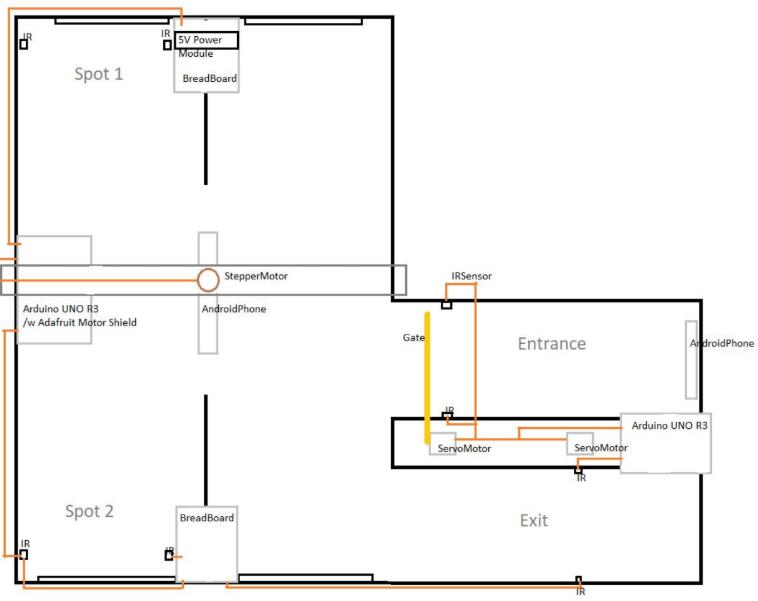 IR
IR
5V Power
Module
Spot 1
BreadBoard
StepperMotor
IRSensor
Arduino UNO R3
/w Adafruit Motor Shield
AndroidPhone
Gate
Entrance
AndroidPhone
IR
Arduino UNO R3
ServoMotor
ServoMotor
IR
Spot 2
BreadBoard
Exit
IR
IR
IR